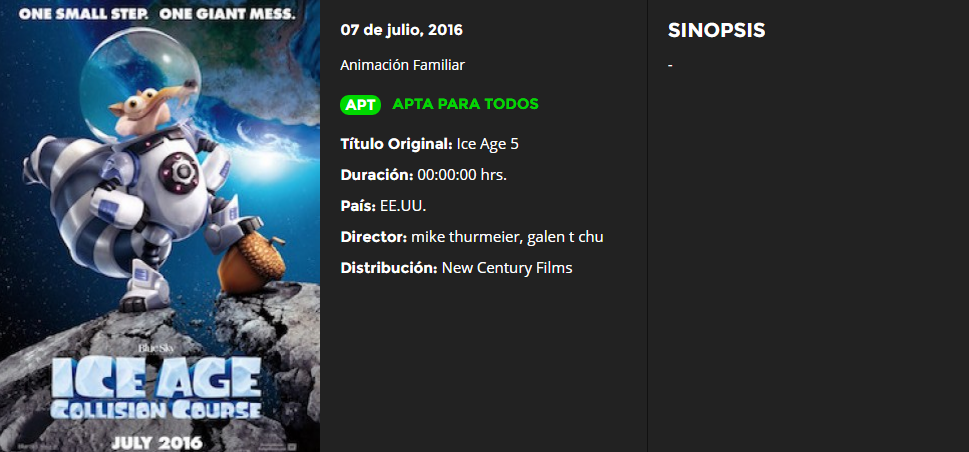 ONE SMALL STEP. ONE GIANT MESS.
Blue Sky
ICE AGE
COLLISION COURSE
JULY 2016
07 de julio, 2016
Animación Familiar
APT APTA PARA TODOS
Título Original: Ice Age 5
Duración: 00:00:00 hrs.
País: EE.UU.
Director: mike thurmeier, galen t chu
Distribución: New Century Films
SINOPSIS
-